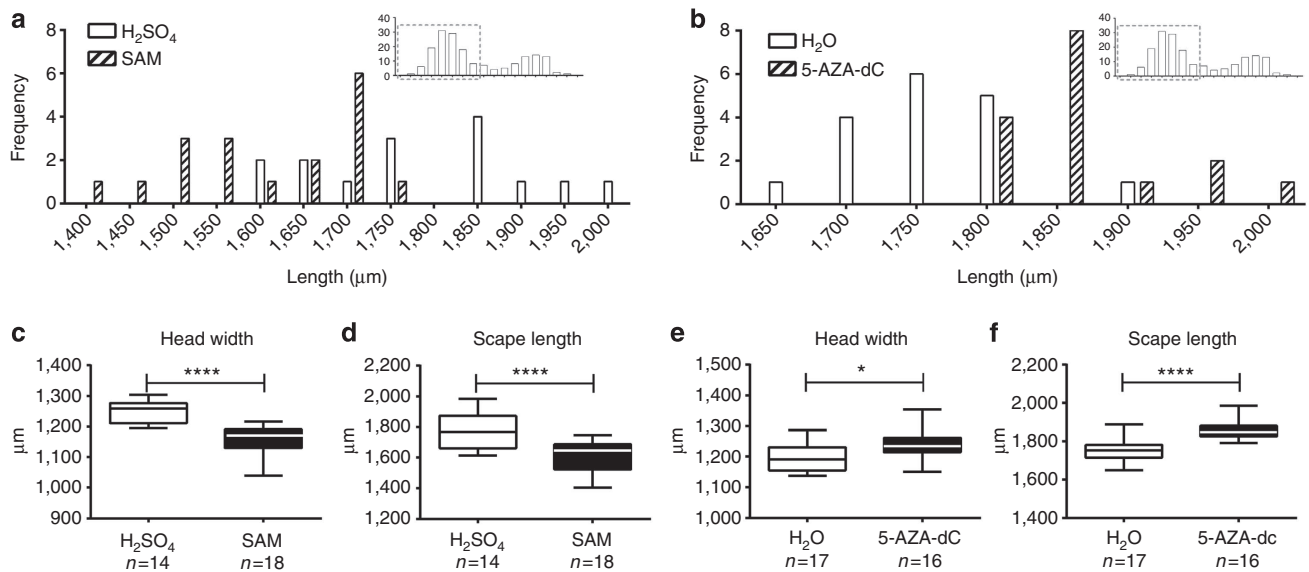 a
H₂SO₄
SAM
40
30
20
10
0
8
6
4
2
0
Frequency
1,400
1,450
1,500
1,550
1,600
1,650
1,700
1,750
1,800
1,850
1,900
1,950
2,000
Length (μm)
b
H₂O
5-AZA-dC
40
30
20
10
0
8
6
4
2
0
Frequency
1,650
1,700
1,750
1,800
1,850
1,900
1,950
2,000
Length (μm)
c
Head width
****
1,400
1,300
1,200
1,100
1,000
900
μm
H₂SO₄
n=14
SAM
n=18
d
Scape length
****
2,200
2,000
1,800
1,600
1,400
1,200
μm
H₂SO₄
n=14
SAM
n=18
e
Head width
*
1,500
1,400
1,300
1,200
1,100
1,000
μm
H₂O
n=17
5-AZA-dC
n=16
f
Scape length
****
2,200
2,000
1,800
1,600
1,400
μm
H₂O
n=17
5-AZA-dc
n=16